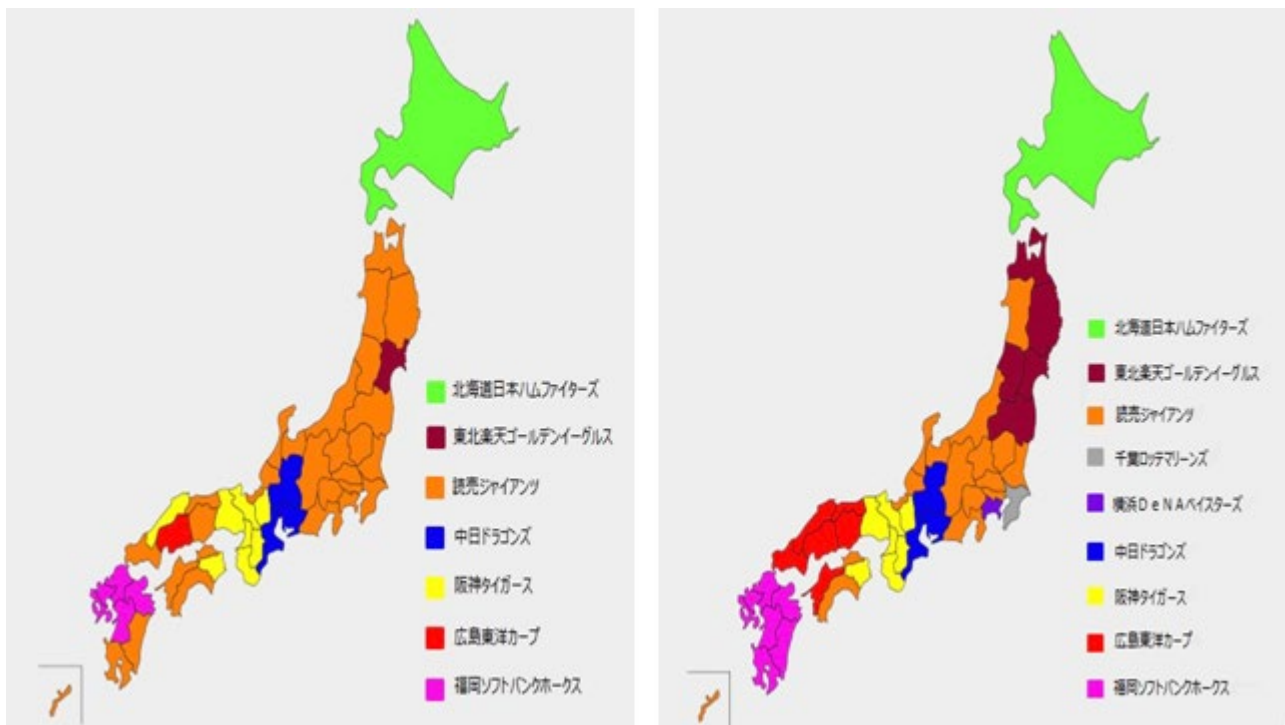 北海道日本ハムファイターズ
東北楽天ゴールデンイーグルス
読売ジャイアンツ
中日ドラゴンズ
阪神タイガース
広島東洋カープ
福岡ソフトバンクホークス
北海道日本ハムファイターズ
東北楽天ゴールデンイーグルス
読売ジャイアンツ
千葉ロッテマリーンズ
横浜DeNAベイスターズ
中日ドラゴンズ
阪神タイガース
広島東洋カープ
福岡ソフトバンクホークス